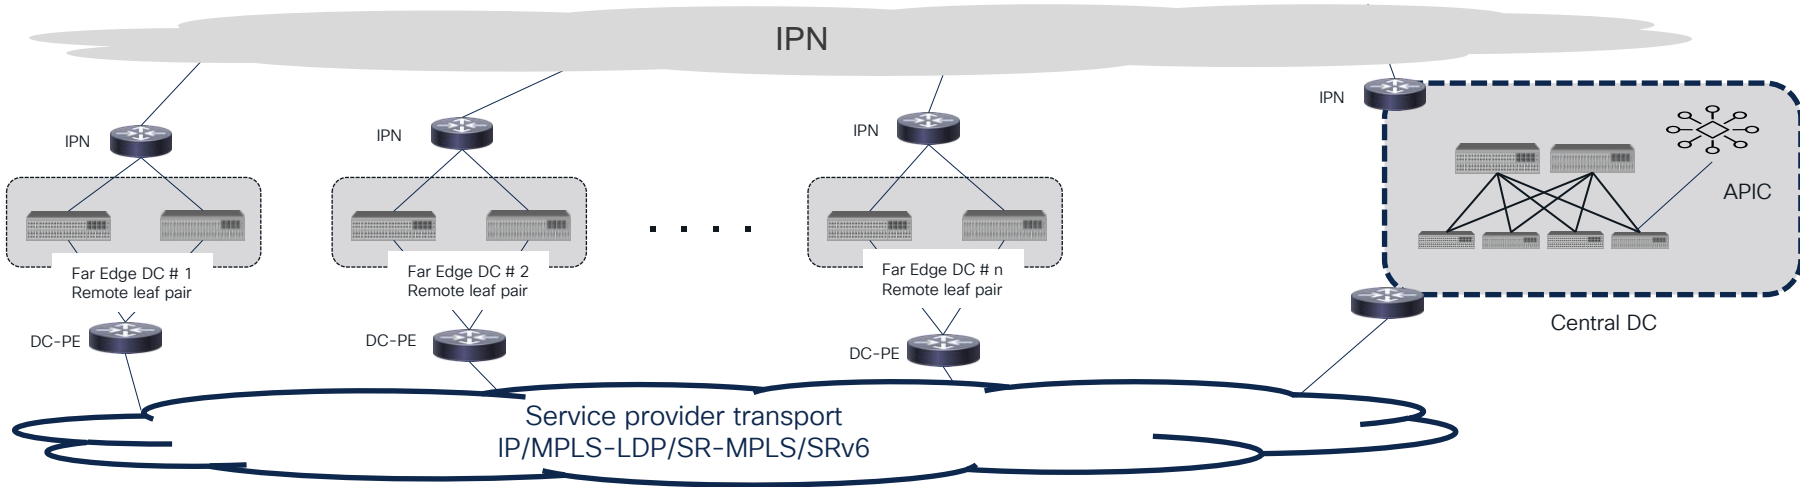 IPN
IPN
IPN
IPN
IPN
APIC
Far Edge DC # 1
Remote leaf pair
Far Edge DC # 2
Remote leaf pair
. . . .
Far Edge DC # n
Remote leaf pair
Central DC
DC-PE
DC-PE
DC-PE
Service provider transport
IP/MPLS-LDP/SR-MPLS/SRv6